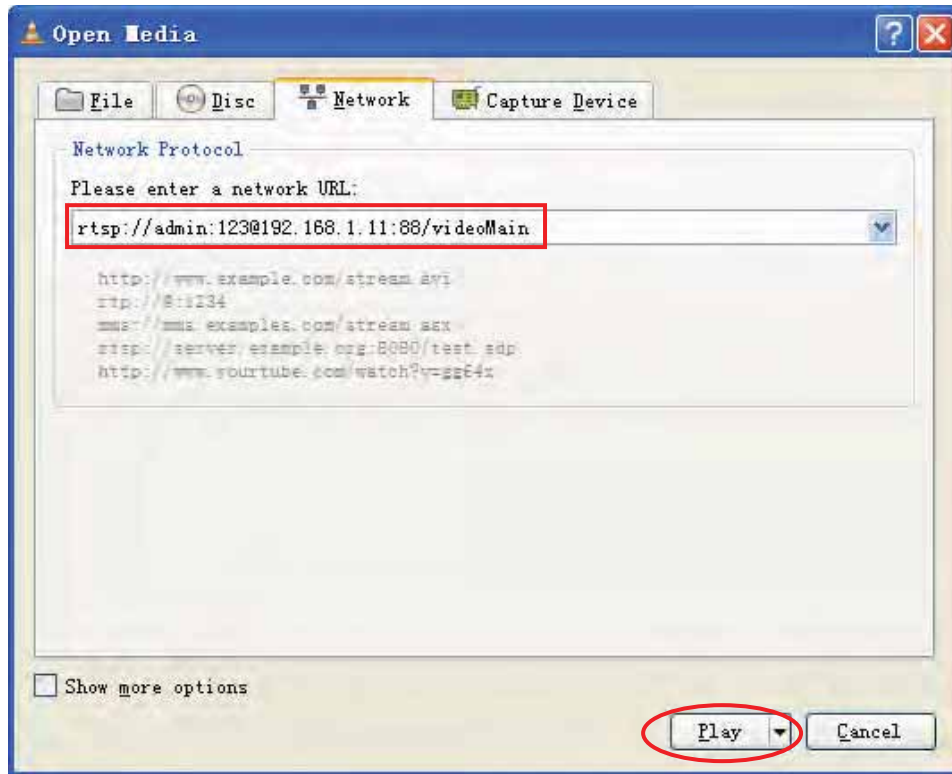 Open Media
File
Disc
Network
Capture Device
Network Protocol
Please enter a network URL:
rtsp://admin:123@192.168.1.11:88/videoMain
http://www.example.com/stream.avi
rtp://@:1234
mms://mms.examples.com/stream.asx
rtsp://server.example.org:8080/test.sdp
http://www.yourtube.com/watch?v=gg64x
Show more options
Play
Cancel